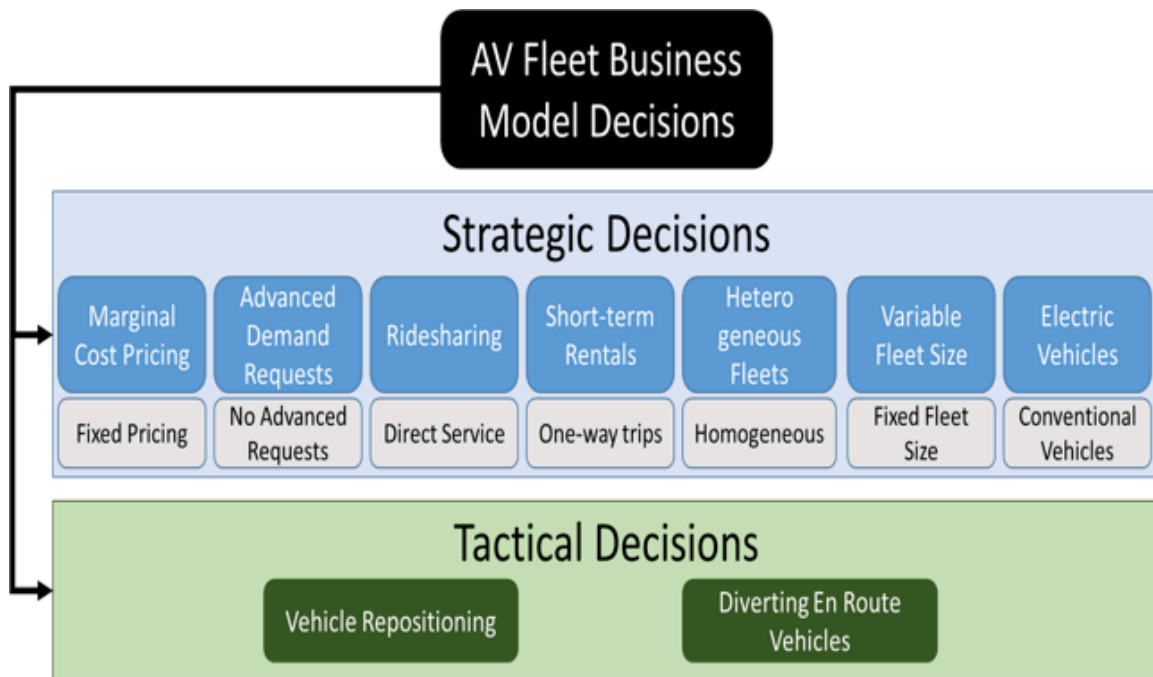 AV Fleet Business
Model Decisions
Strategic Decisions
Marginal
Cost Pricing
Advanced
Demand
Requests
Ridesharing
Short-term
Rentals
Hetero
geneous
Fleets
Variable
Fleet Size
Electric
Vehicles
Fixed Pricing
No Advanced
Requests
Direct Service
One-way trips
Homogeneous
Fixed Fleet
Size
Conventional
Vehicles
Tactical Decisions
Vehicle Repositioning
Diverting En Route
Vehicles